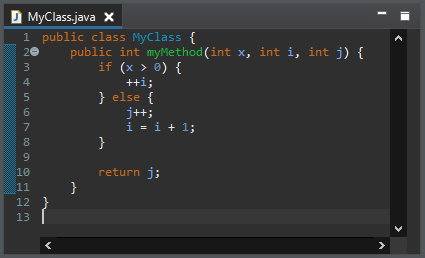 MyClass.java
1 public class MyClass {
2 public int myMethod(int x, int i, int j) {
3 if (x > 0) {
4 ++i;
5 } else {
6 j++;
7 i = i + 1;
8 }
9
10 return j;
11 }
12 }
13